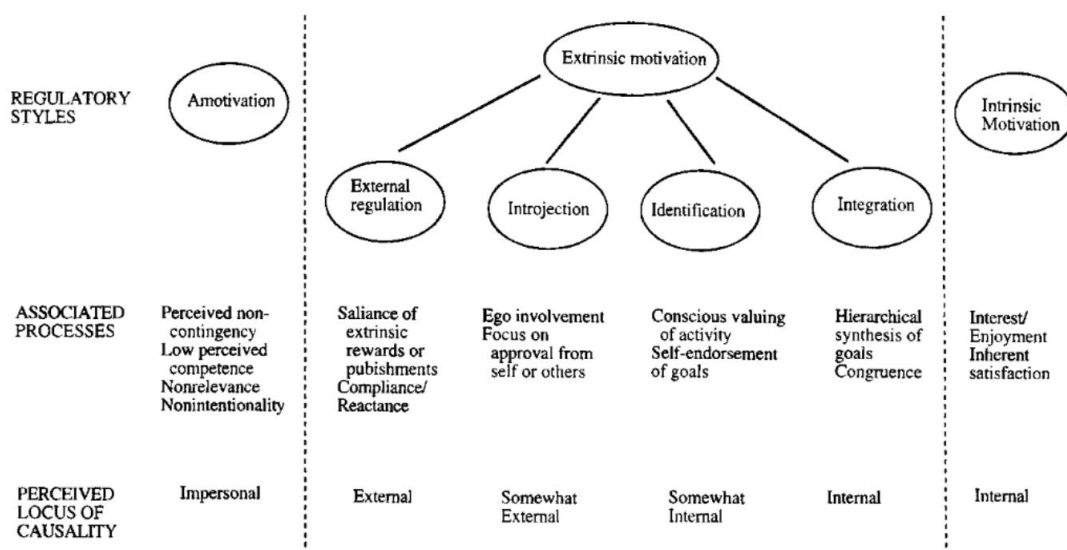 Extrinsic motivation
REGULATORY
STYLES
Amotivation
Intrinsic
Motivation
External
regulation
Introjection
Identification
Integration
ASSOCIATED
PROCESSES
Perceived non-
contingency
Low perceived
competence
Nonrelevance
Nonintentionality
Saliance of
extrinsic
rewards or
pubishments
Compliance/
Reactance
Ego involvement
Focus on
approval from
self or others
Conscious valuing
of activity
Self-endorsement
of goals
Hierarchical
synthesis of
goals
Congruence
Interest/
Enjoyment
Inherent
satisfaction
PERCEIVED
LOCUS OF
CAUSALITY
Impersonal
External
Somewhat
External
Somewhat
Internal
Internal
Internal